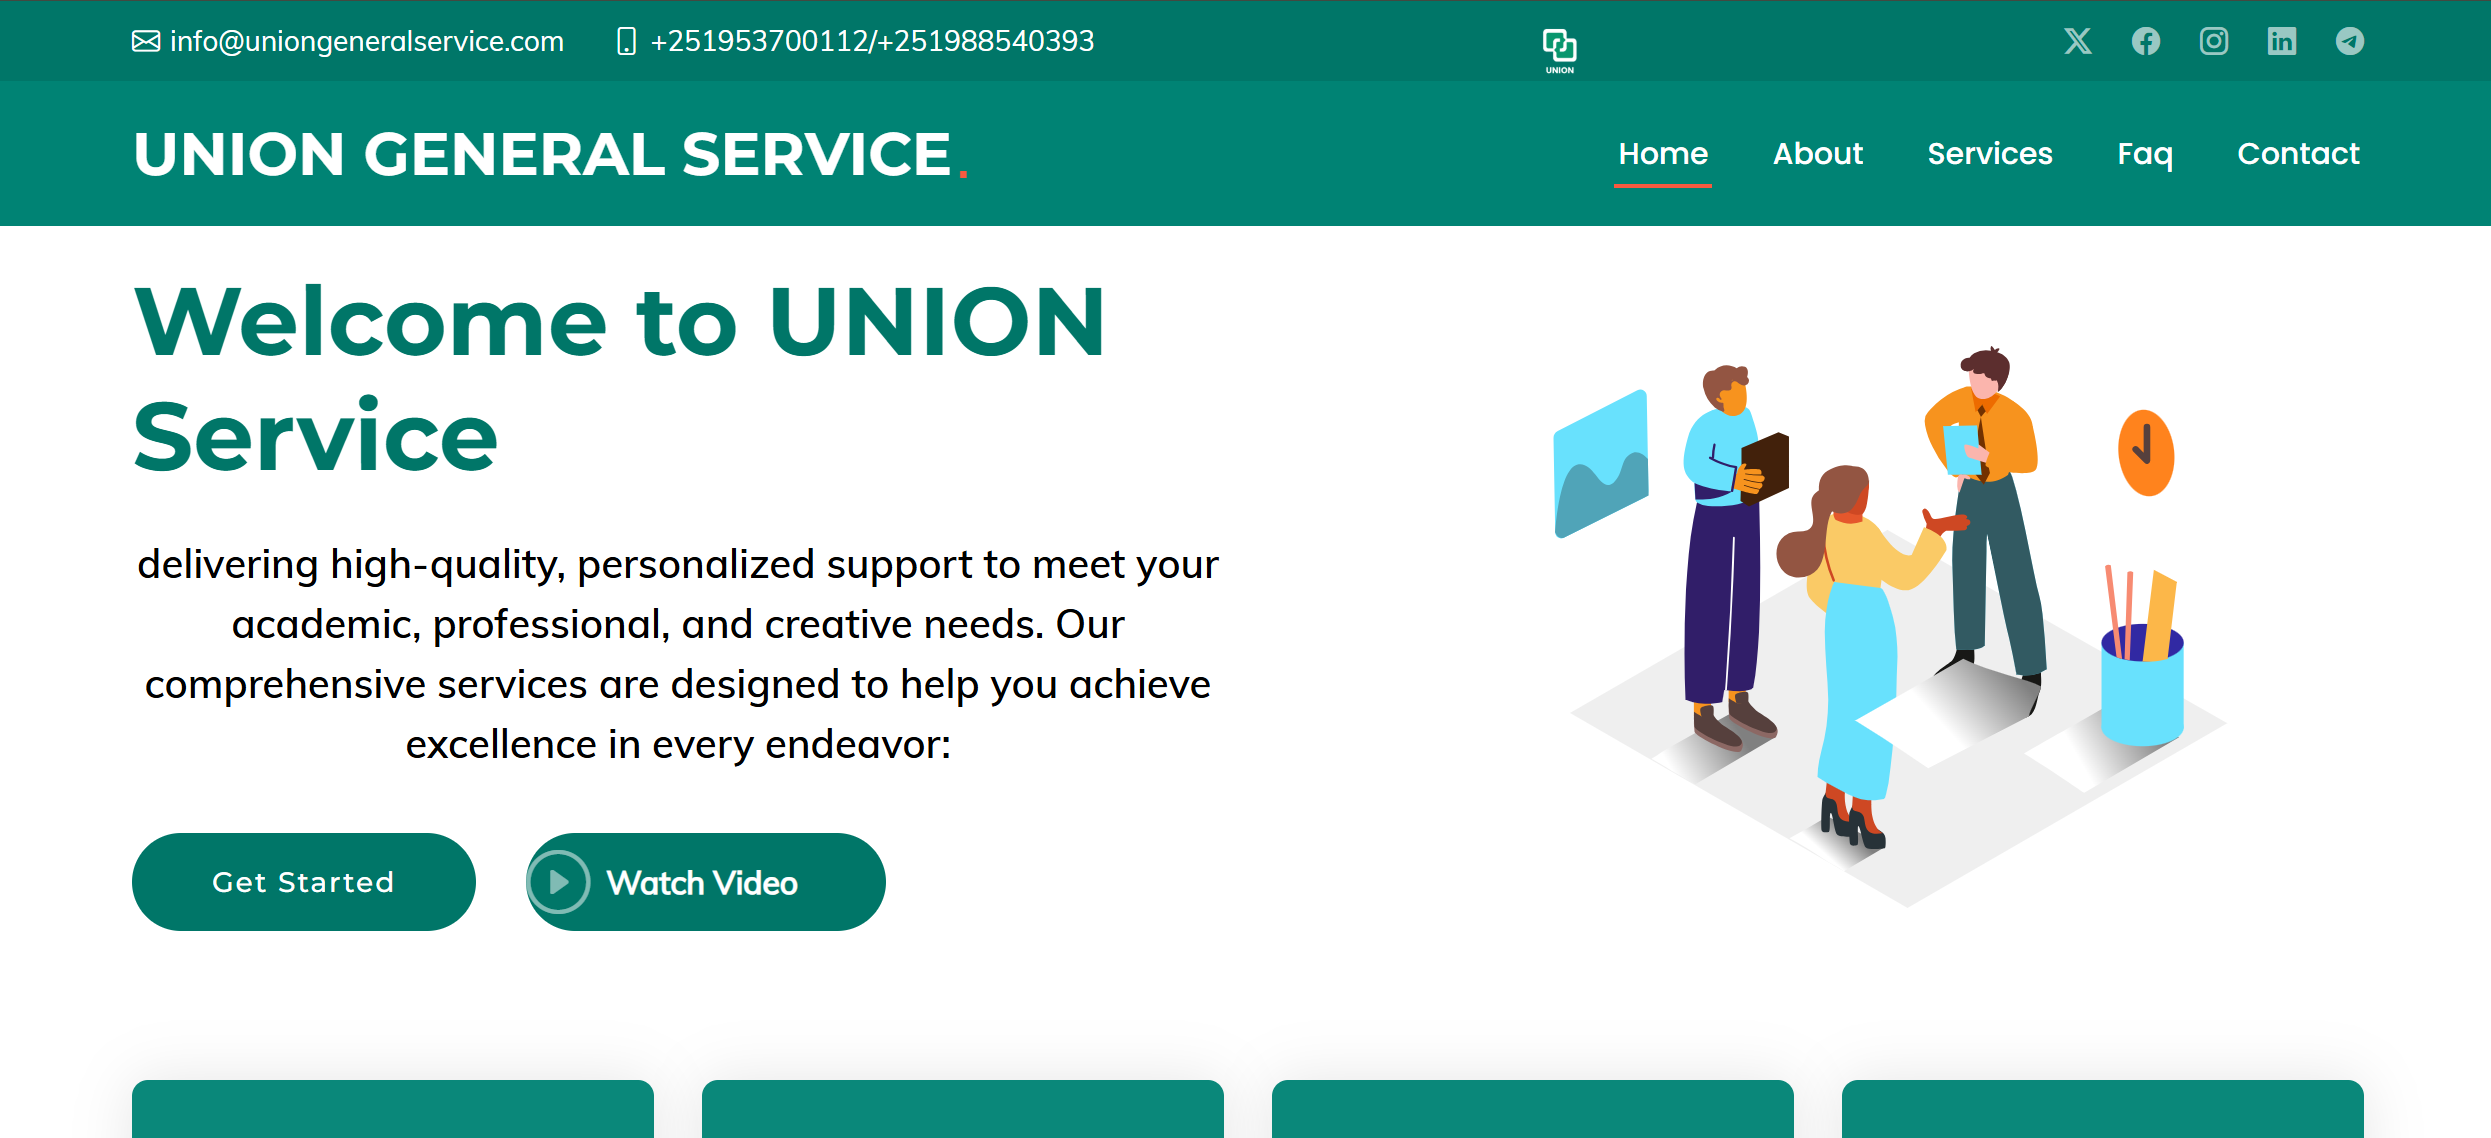 info@uniongeneralservice.com
+251953700112/+251988540393
UNION
UNION GENERAL SERVICE.
Home
About
Services
Faq
Contact
Welcome to UNION
Service
delivering high-quality, personalized support to meet your
academic, professional, and creative needs. Our
comprehensive services are designed to help you achieve
excellence in every endeavor:
Get Started
Watch Video